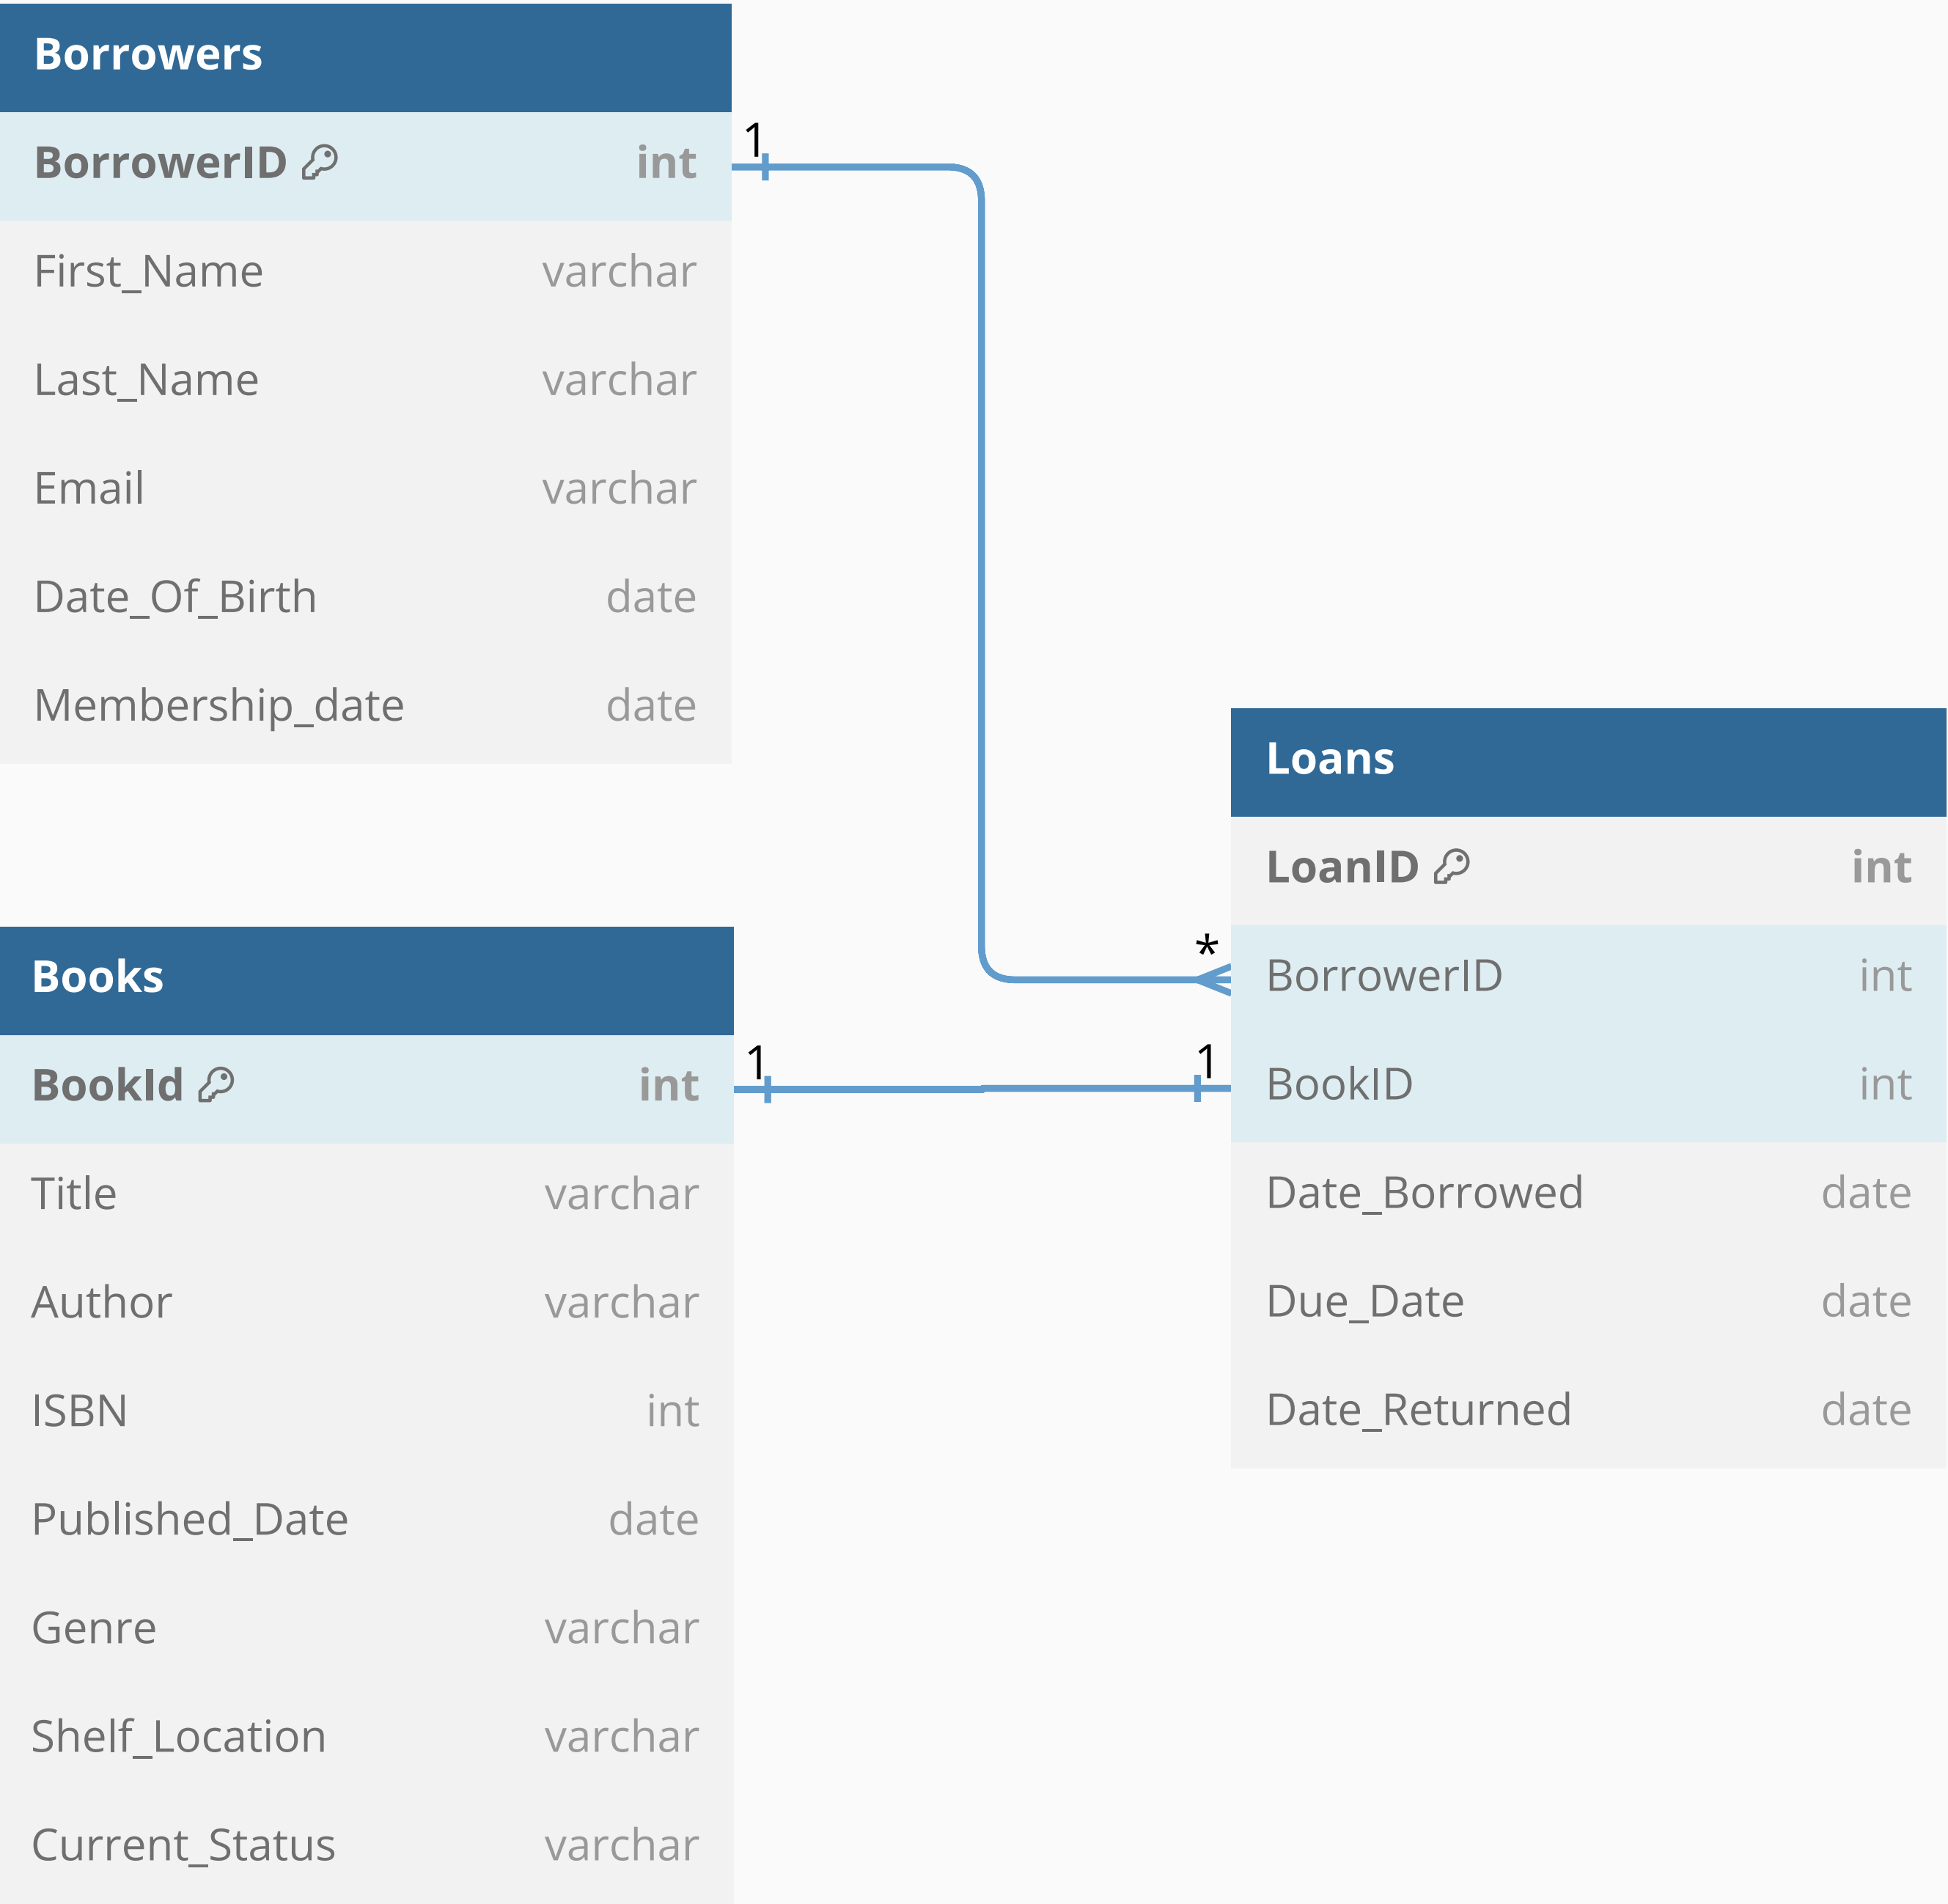 Borrowers
BorrowerID int
First_Name varchar
Last_Name varchar
Email varchar
Date_Of_Birth date
Membership_date date
1
*
Books
BookId int
Title varchar
Author varchar
ISBN int
Published_Date date
Genre varchar
Shelf_Location varchar
Current_Status varchar
1
1
Loans
LoanID int
BorrowerID int
BookID int
Date_Borrowed date
Due_Date date
Date_Returned date